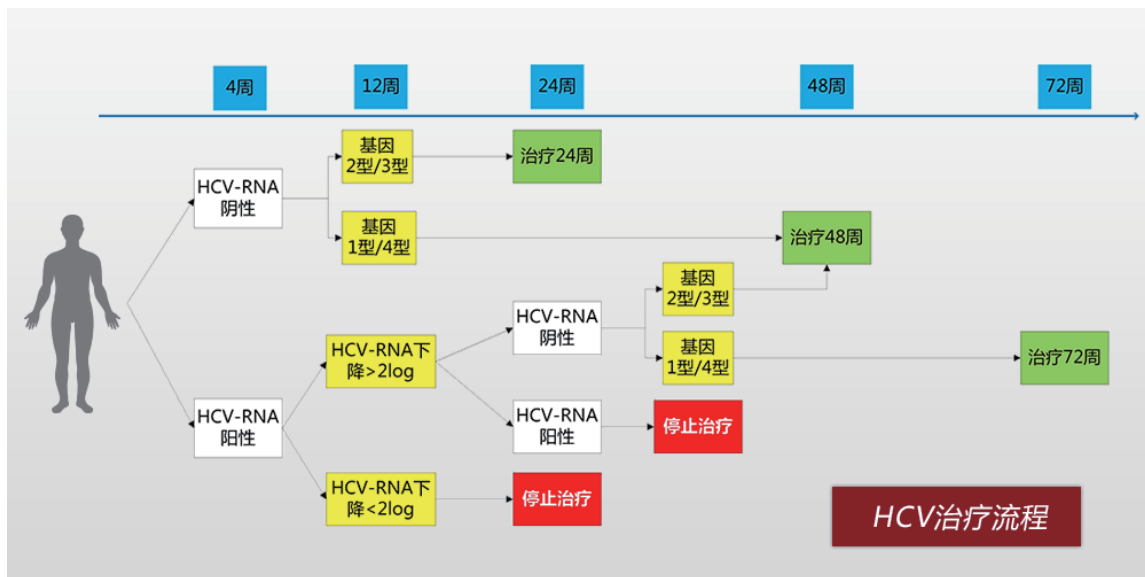 4周
12周
24周
48周
72周
基因
2型/3型
治疗24周
HCV-RNA
阴性
基因
1型/4型
治疗48周
基因
2型/3型
HCV-RNA
阴性
HCV-RNA下
降>2log
基因
1型/4型
治疗72周
HCV-RNA
阳性
HCV-RNA
阳性
停止治疗
HCV-RNA下
降<2log
停止治疗
HCV治疗流程